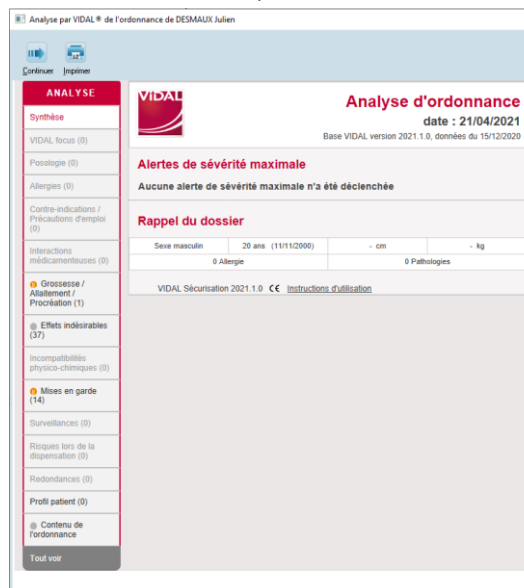 Analyse par VIDAL® de l'ordonnance de DESMAUX Julien
Continuer Imprimer
ANALYSE
Synthèse
VIDAL focus (0)
Posologie (0)
Allergies (0)
Contre-indications /
Précautions d'emploi
(0)
Interactions
médicamenteuses (0)
Grossesse /
Allaitement /
Procréation (1)
Effets indésirables
(37)
Incompatibilités
physico-chimiques (0)
Mises en garde
(14)
Surveillances (0)
Risques lors de la
dispensation (0)
Redondances (0)
Profil patient (0)
Contenu de
l'ordonnance
Tout voir
VIDAL
Analyse d'ordonnance
date : 21/04/2021
Base VIDAL version 2021.1.0, données du 15/12/2020
Alertes de sévérité maximale
Aucune alerte de sévérité maximale n'a été déclenchée
Rappel du dossier
Sexe masculin 20 ans (11/11/2000) - cm - kg
0 Allergie 0 Pathologies
VIDAL Sécurisation 2021.1.0 CE Instructions d'utilisation